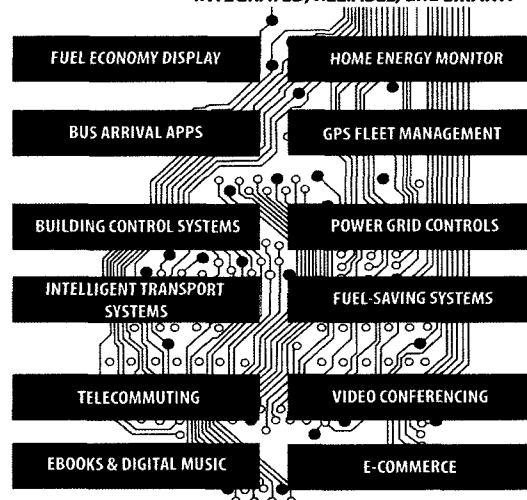 FUEL ECONOMY DISPLAY
HOME ENERGY MONITOR
BUS ARRIVAL APPS
GPS FLEET MANAGEMENT
BUILDING CONTROL SYSTEMS
POWER GRID CONTROLS
INTELLIGENT TRANSPORT
SYSTEMS
FUEL-SAVING SYSTEMS
TELECOMMUTING
VIDEO CONFERENCING
EBOOKS & DIGITAL MUSIC
E-COMMERCE